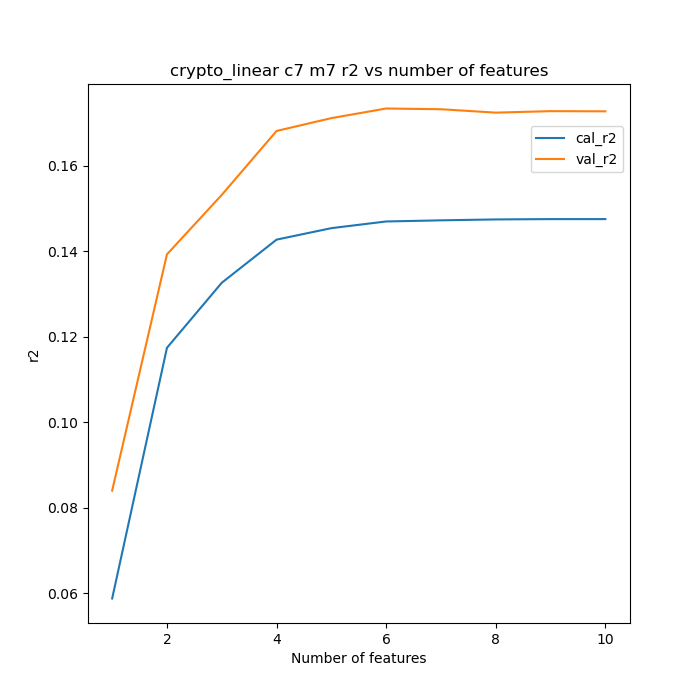 crypto_linear c7 m7 r2 vs number of features
cal_r2
val_r2
0.16
0.14
0.12
0.10
0.08
0.06
r2
2 4 6 8 10
Number of features